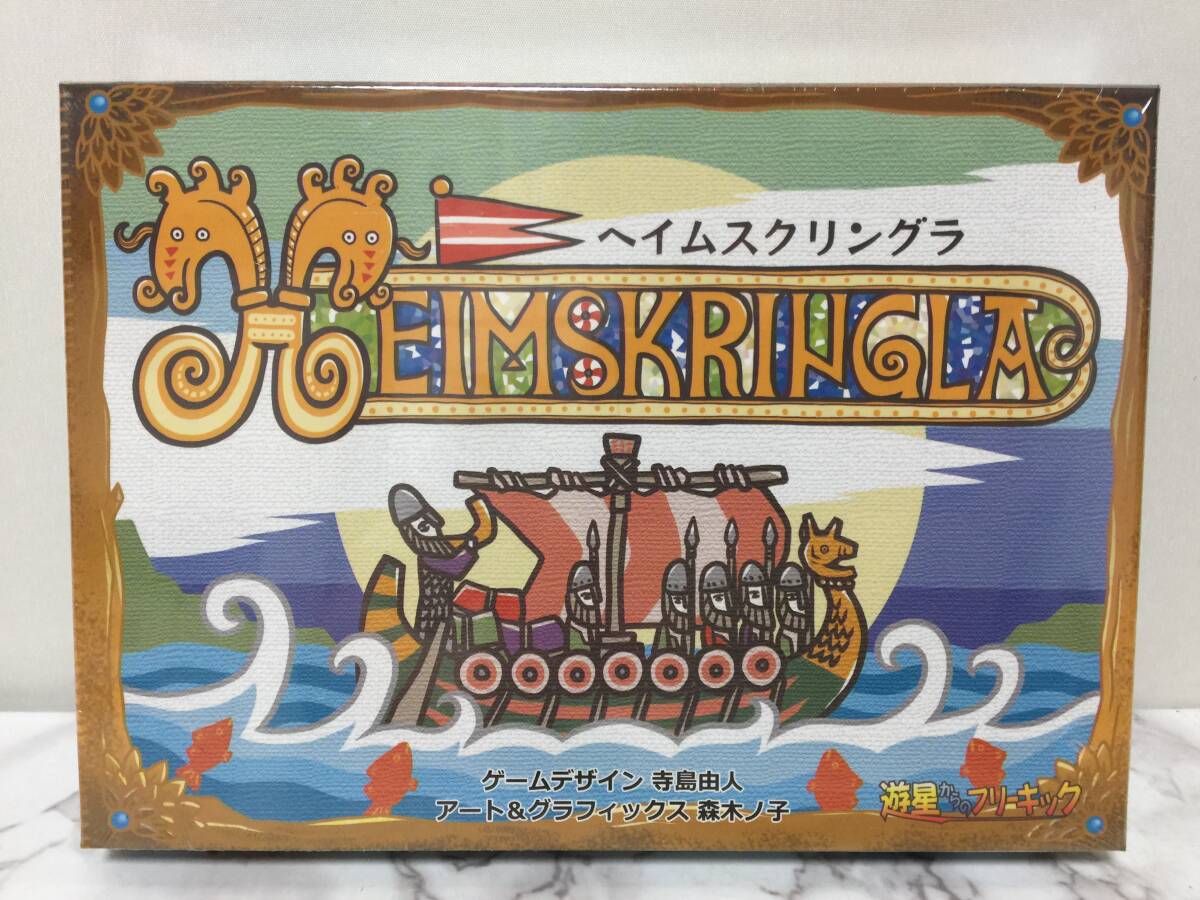 ヘイムスクリングラ
HEIMSKRINGLA
ゲームデザイン 寺島由人
アート&グラフィックス 森木ノ子
遊星からのフリーキック